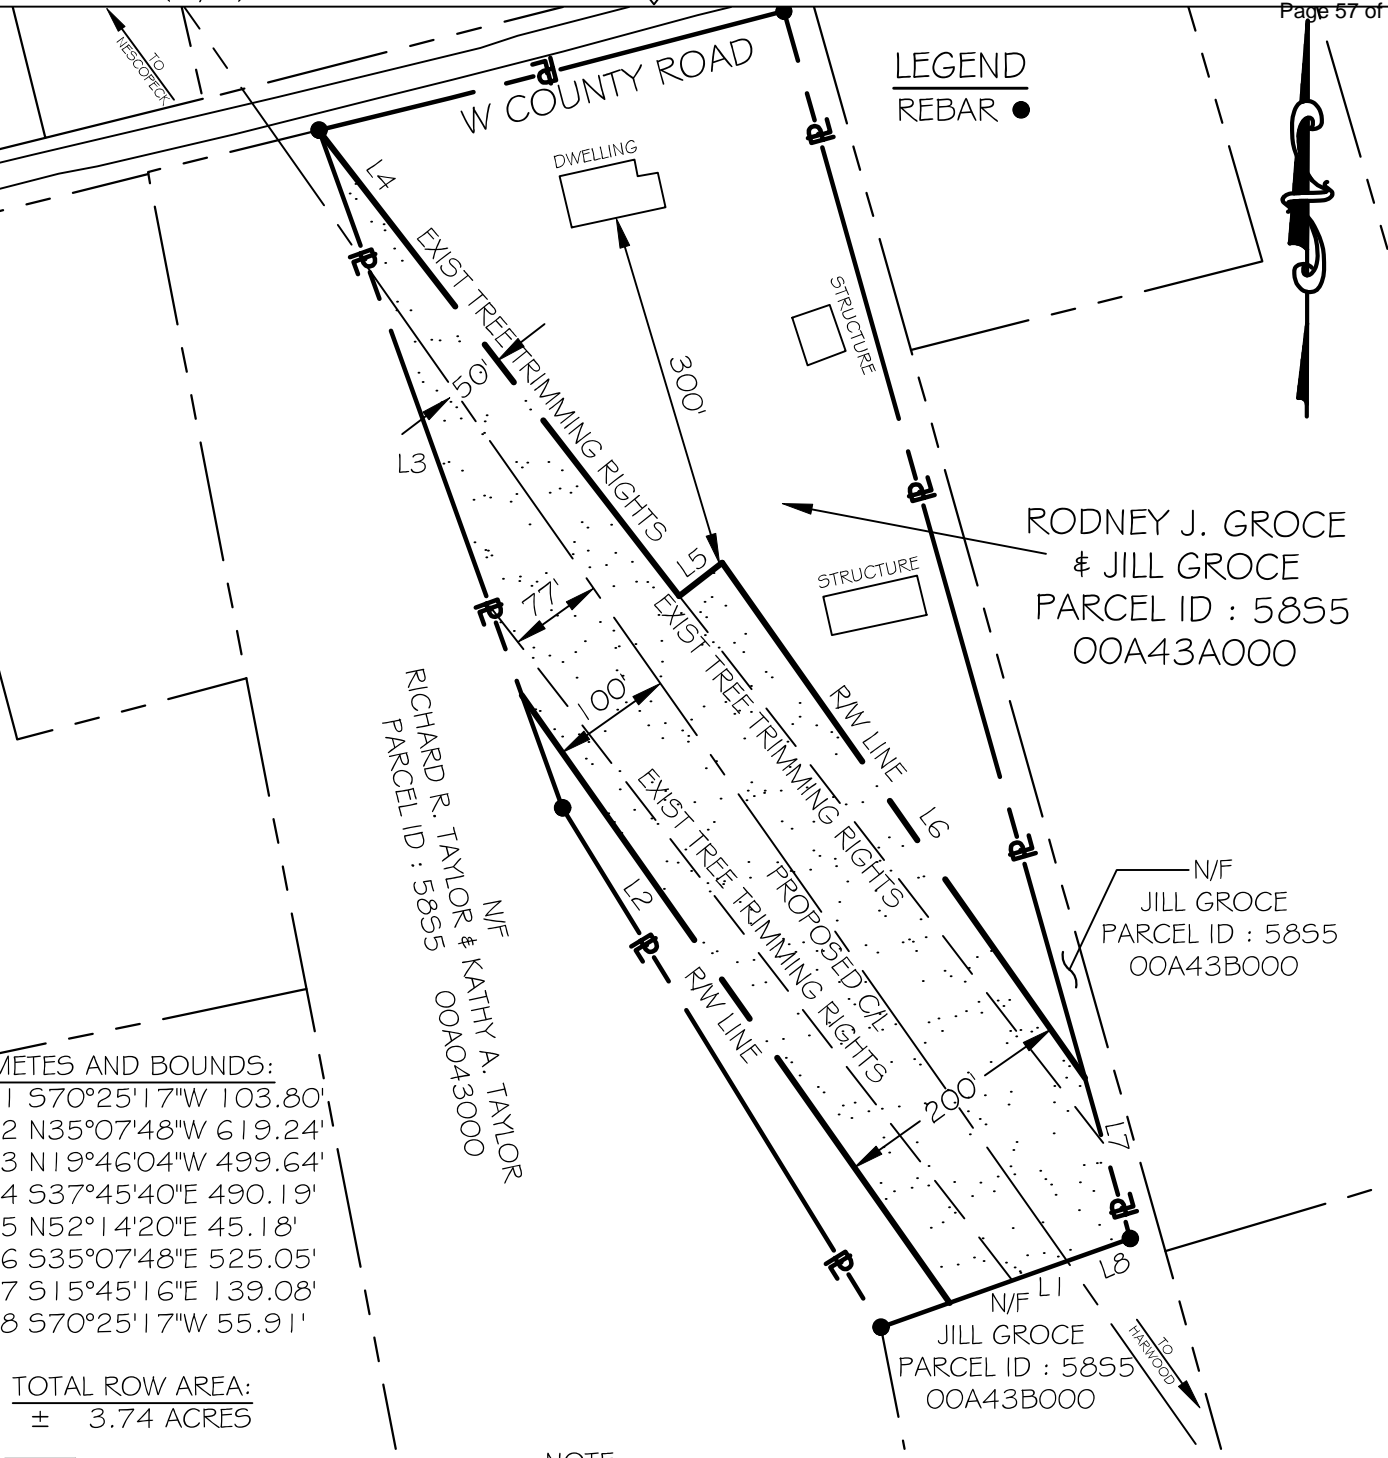 Page 57 of
TO
NESCOPECK
W COUNTY ROAD
LEGEND
REBAR
DWELLING
L4
EXIST TREE TRIMMING RIGHTS
50'
L3
300'
STRUCTURE
RODNEY J. GROCE
& JILL GROCE
PARCEL ID : 58S5
00A43A000
L5
STRUCTURE
77'
100'
EXIST TREE TRIMMING RIGHTS
R/W LINE
L6
EXIST TREE TRIMMING RIGHTS
PROPOSED C/L
L2
R/W LINE
N/F
RICHARD R. TAYLOR & KATHY A. TAYLOR
PARCEL ID : 58S5 00A043000
N/F
JILL GROCE
PARCEL ID : 58S5
00A43B000
200'
L7
L8
L1
N/F
JILL GROCE
PARCEL ID : 58S5
00A43B000
TO
HARWOOD
METES AND BOUNDS:
1 S70°25'17"W 103.80'
2 N35°07'48"W 619.24'
3 N19°46'04"W 499.64'
4 S37°45'40"E 490.19'
5 N52°14'20"E 45.18'
6 S35°07'48"E 525.05'
7 S15°45'16"E 139.08'
8 S70°25'17"W 55.91'
TOTAL ROW AREA:
± 3.74 ACRES
NOTE